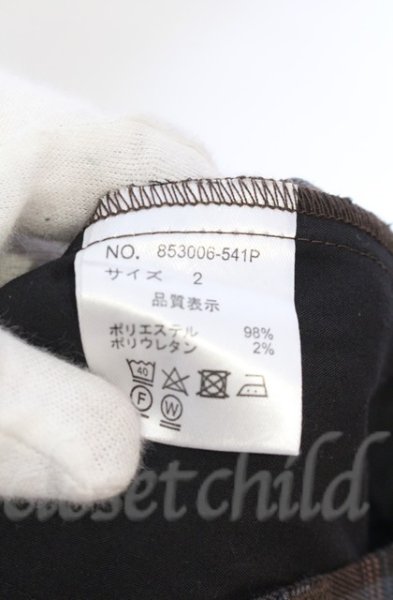 NO. 853006-541P
サイズ 2
品質表示
ポリエステル 98%
ポリウレタン 2%
40
F W
closetchild